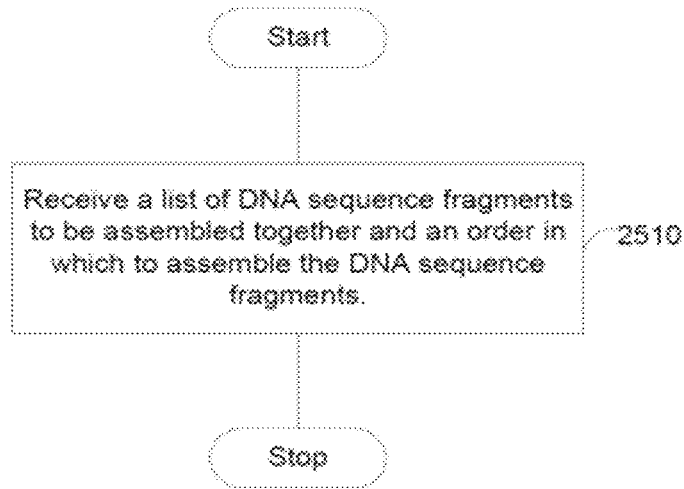 Start
Receive a list of DNA sequence fragments
to be assembled together and an order in
which to assemble the DNA sequence
fragments.
2510
Stop